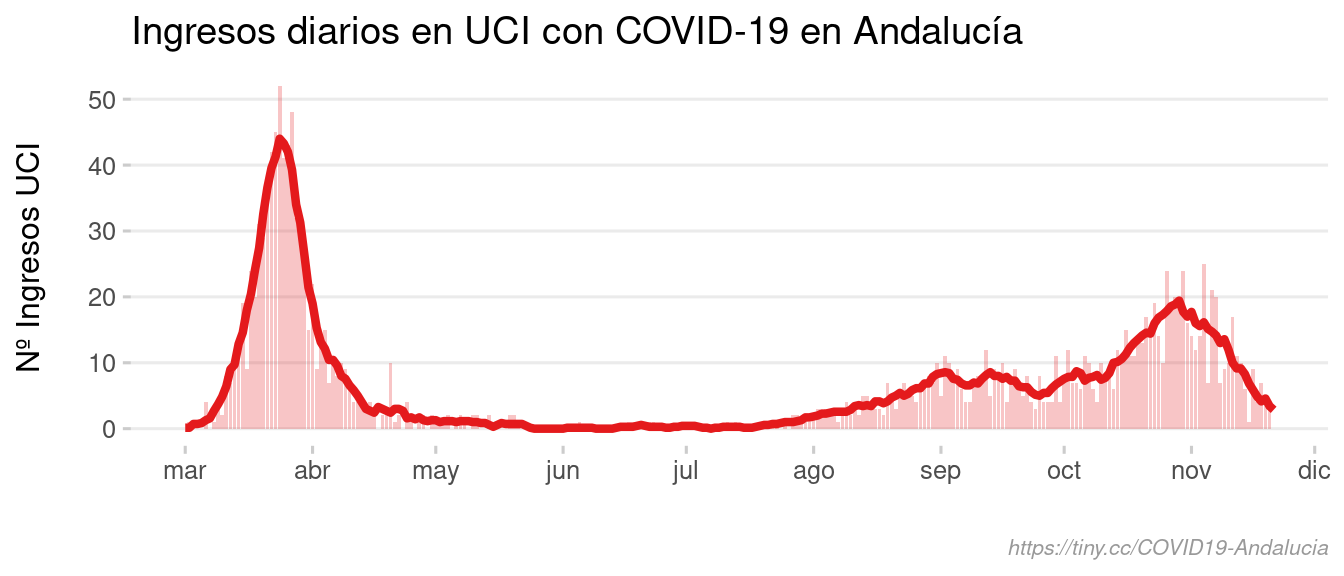 Ingresos diarios en UCI con COVID-19 en Andalucía
Nº Ingresos UCI
50
40
30
20
10
0
mar abr may jun jul ago sep oct nov dic
https://tiny.cc/COVID19-Andalucia